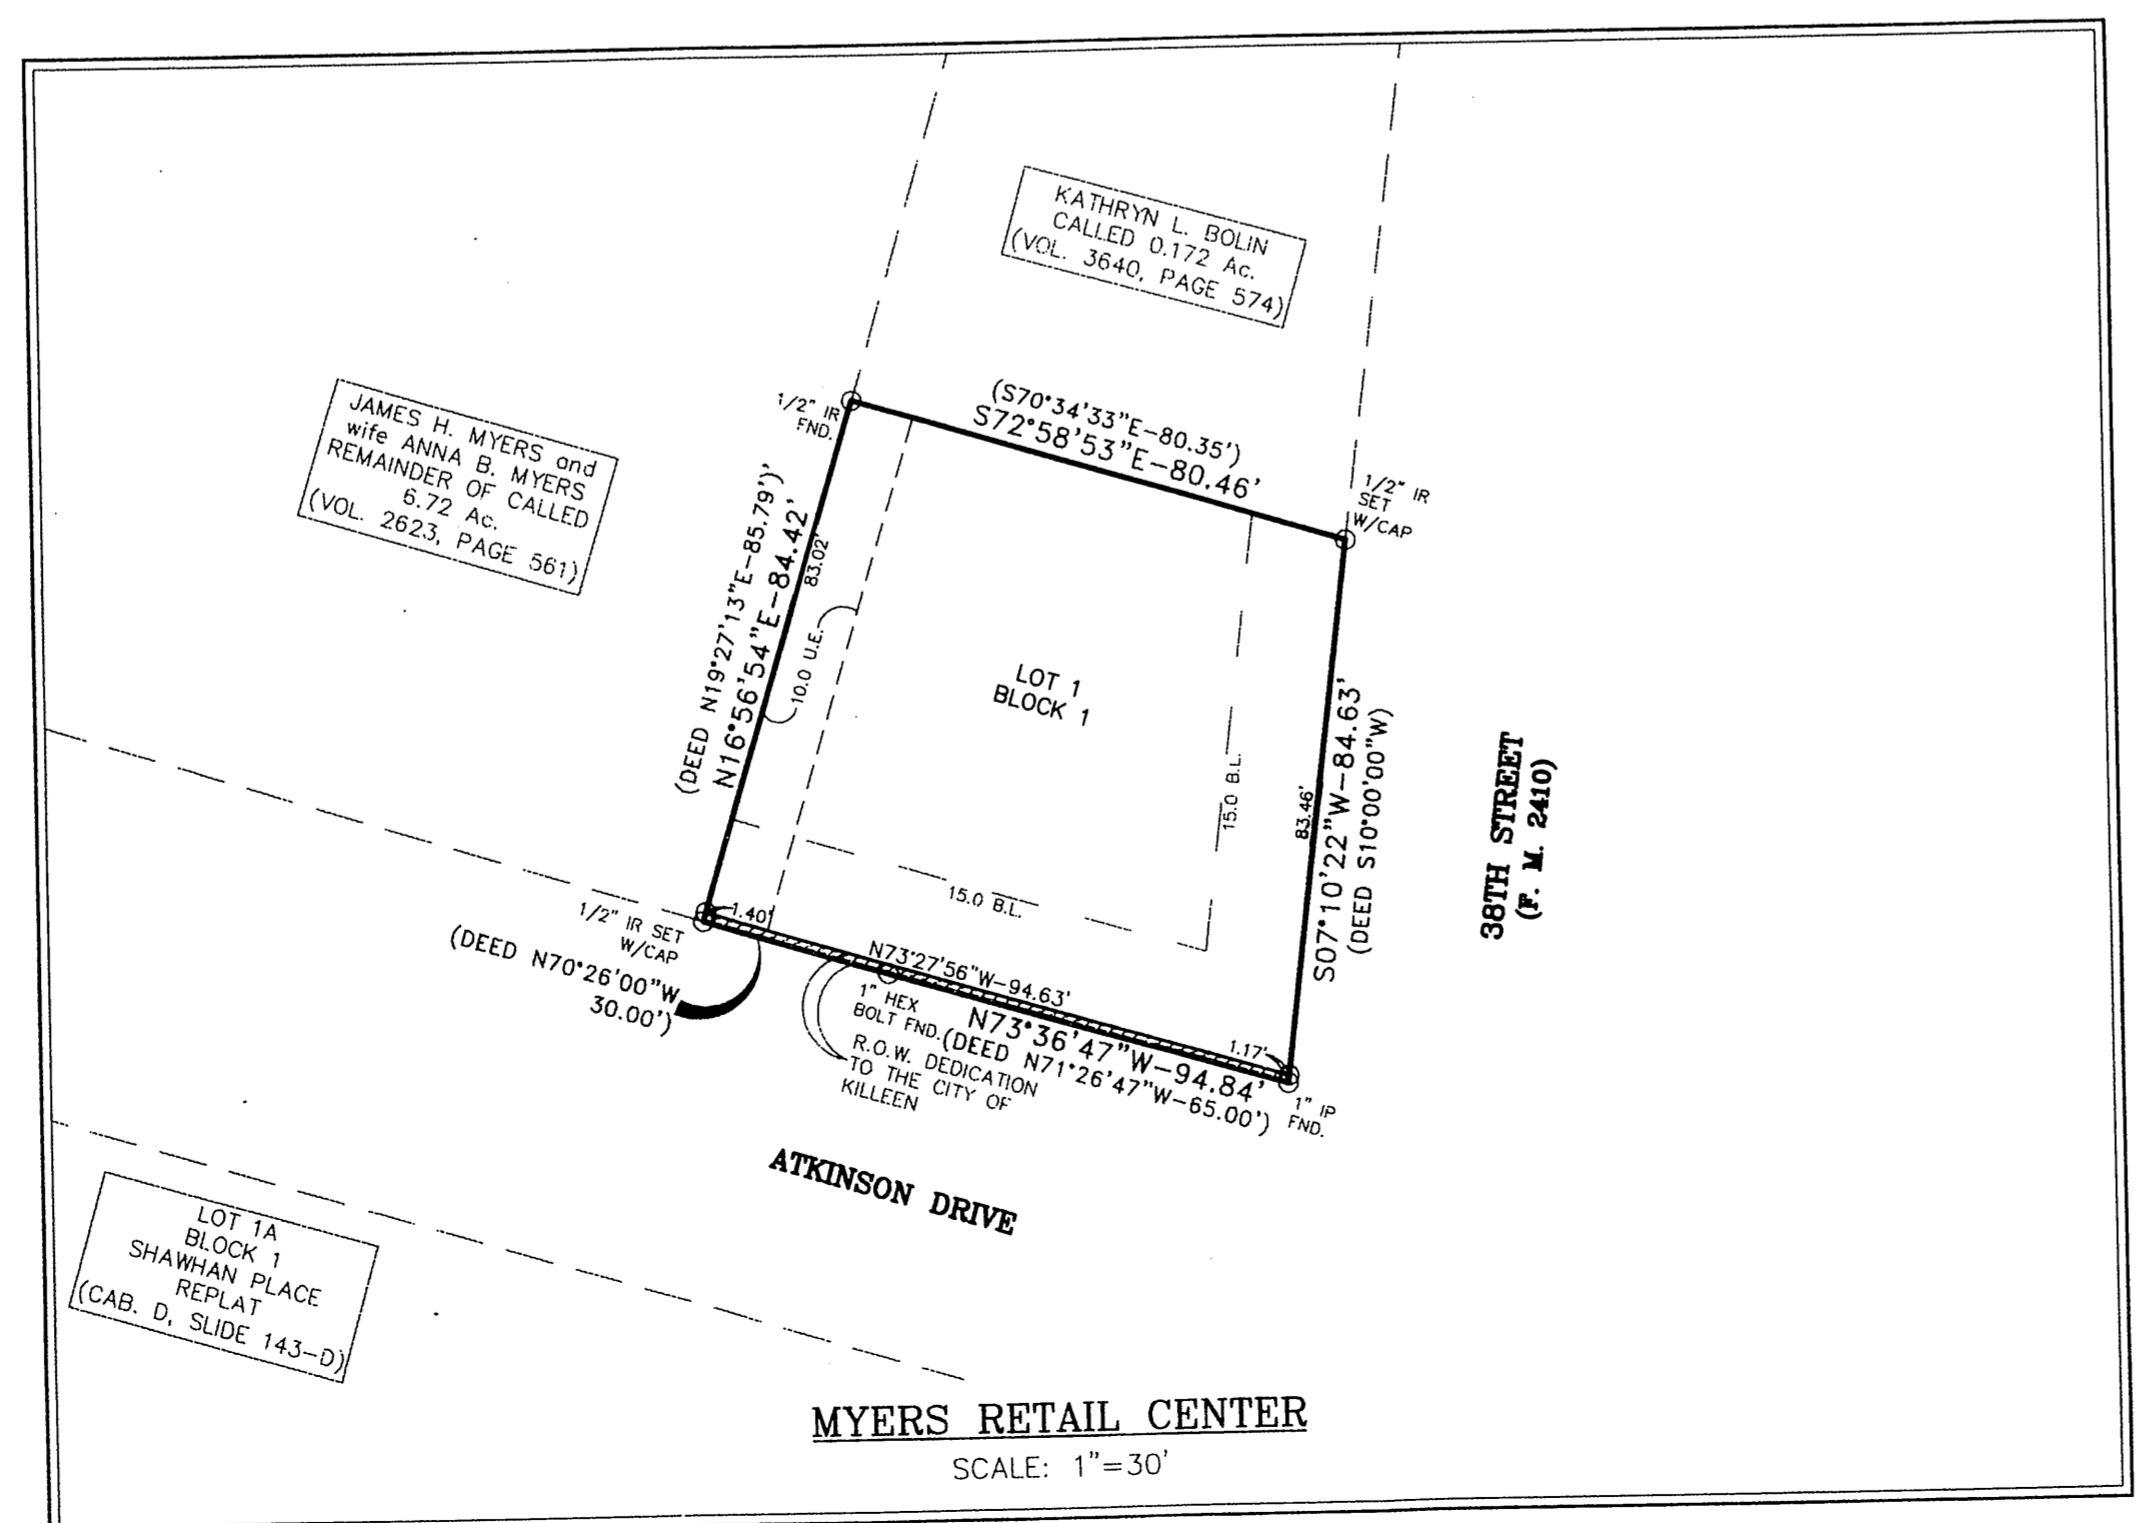 KATHRYN L. BOLIN
CALLED 0.172 Ac.
(VOL. 3640, PAGE 574)
JAMES H. MYERS and
wife ANNA B. MYERS
REMAINDER OF CALLED
6.72 Ac.
(VOL. 2623, PAGE 561)
1/2" IR
FND.
(S70°34'33"E-80.35')
S72°58'53"E-80.46'
1/2" IR
SET
W/CAP
(DEED N19°27'13"E-85.79')'
N16°56'54"E-84.42'
83.02'
10.0 U.E.
LOT 1
BLOCK 1
15.0 B.L.
83.46'
S07°10'22"W-84.63'
(DEED S10°00'00"W)
38TH STREET
(F. M. 2410)
15.0 B.L.
1.40'
1/2" IR SET
W/CAP
(DEED N70°26'00"W
30.00')
N73°27'56"W-94.63'
1" HEX
BOLT FND.
N73°36'47"W-94.84'
(DEED N71°26'47"W-65.00')
1.17'
1" IP
FND.
R.O.W. DEDICATION
TO THE CITY OF
KILLEEN
ATKINSON DRIVE
LOT 1A
BLOCK 1
SHAWHAN PLACE
REPLAT
(CAB. D, SLIDE 143-D)
MYERS RETAIL CENTER
SCALE: 1"=30'